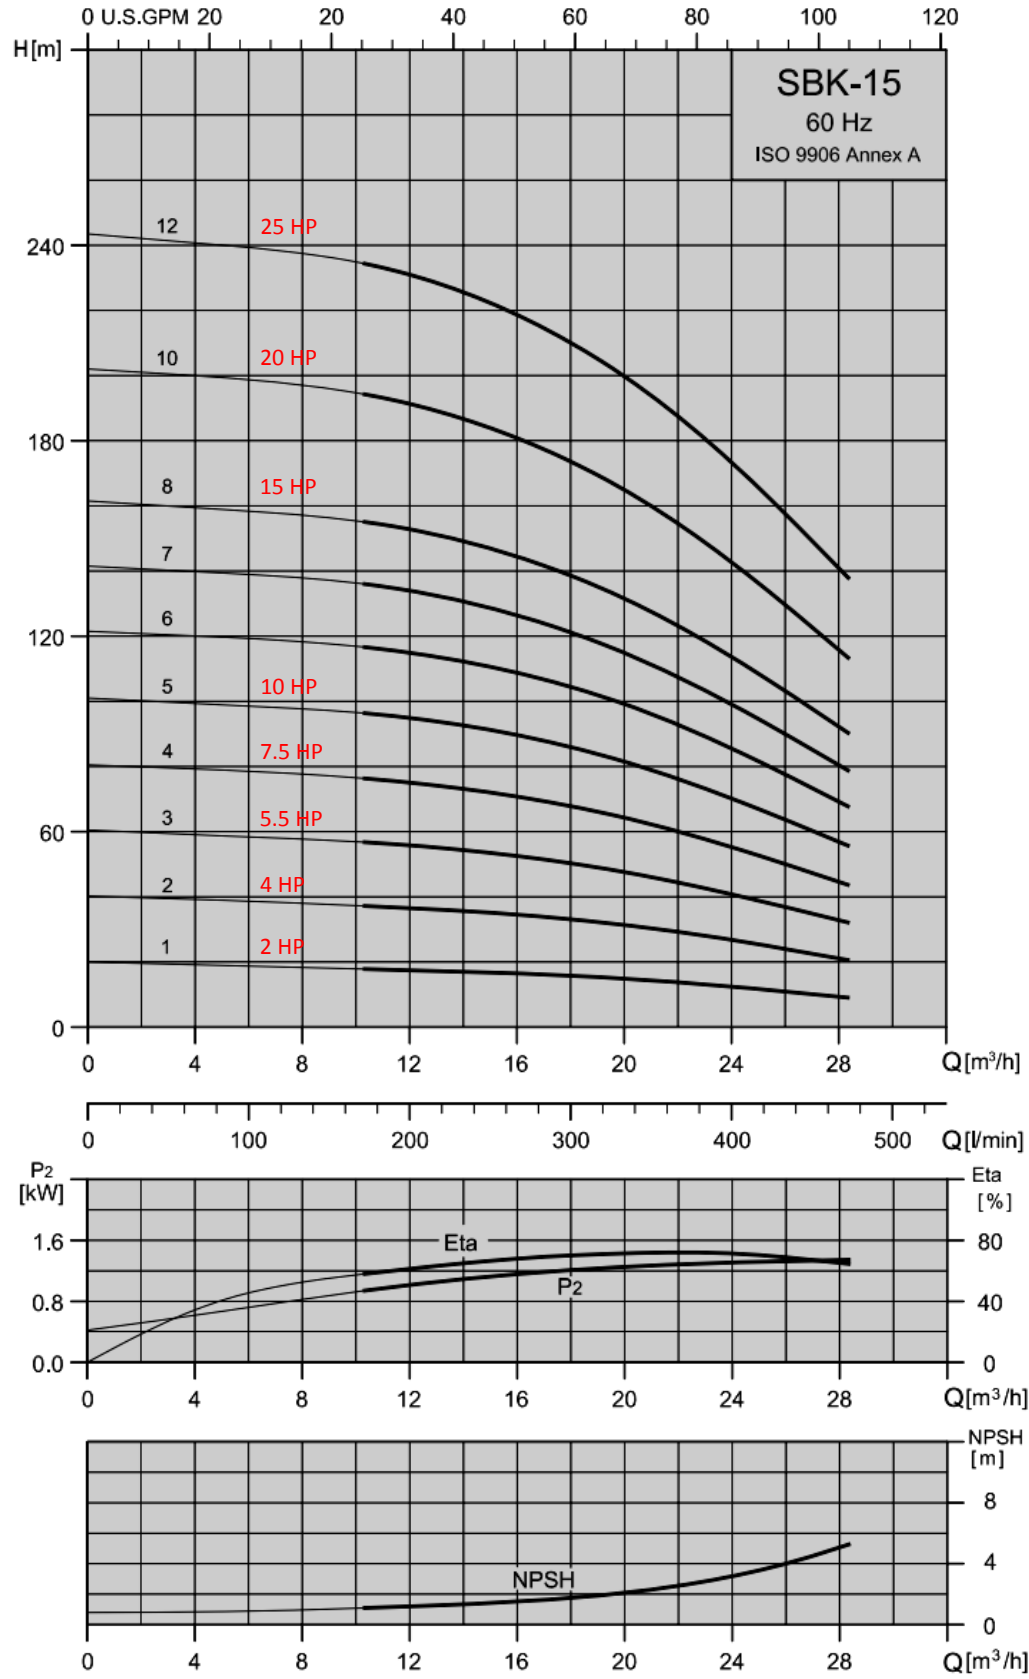 0 U.S.GPM 20 20 40 60 80 100 120
H[m]
SBK-15
60 Hz
ISO 9906 Annex A
12 25 HP
240
10 20 HP
180
8 15 HP
7
6
120
5 10 HP
4 7.5 HP
3 5.5 HP
60
2 4 HP
1 2 HP
0
0 4 8 12 16 20 24 28 Q[m³/h]
0 100 200 300 400 500 Q[l/min]
P2 Eta
[kW] [%]
1.6 Eta 80
P2
0.8 40
0.0 0
0 4 8 12 16 20 24 28 Q[m³/h]
NPSH
[m]
8
4
NPSH
0
0 4 8 12 16 20 24 28 Q[m³/h]